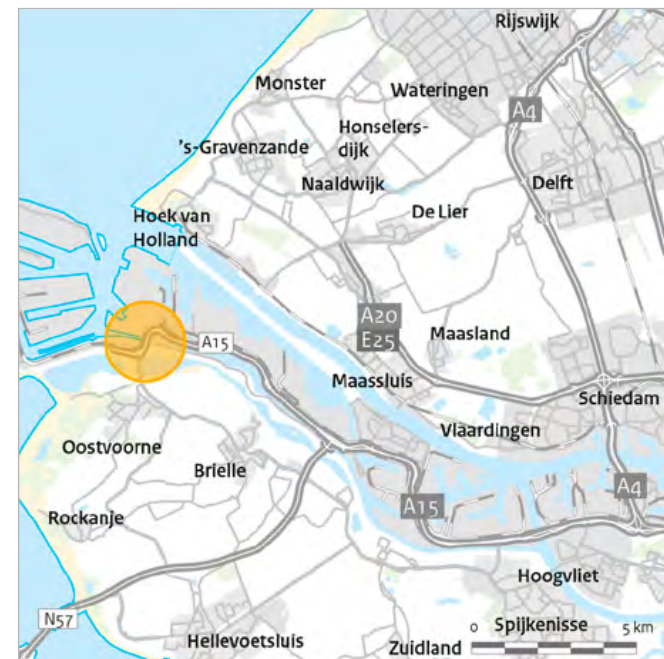 Rijswijk
Monster
Wateringen
A4
Honselers-
dijk
's-Gravenzande
Naaldwijk
Delft
De Lier
Hoek van
Holland
A20
E25
A15
Maasland
Maassluis
Schiedam
Vlaardingen
Oostvoorne
Brielle
A4
A15
Rockanje
Hoogvliet
N57
0 Spijkenisse 5 km
Hellevoetsluis
Zuidland